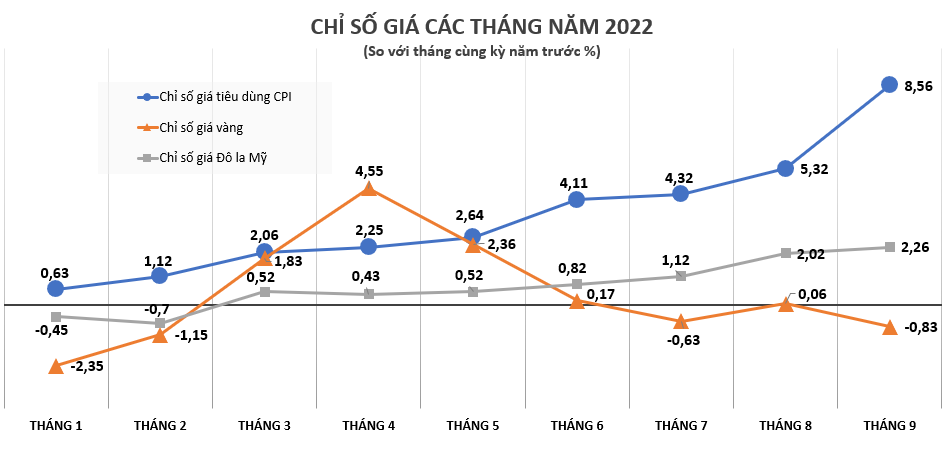 CHỈ SỐ GIÁ CÁC THÁNG NĂM 2022
(So với tháng cùng kỳ năm trước %)
Chỉ số giá tiêu dùng CPI
Chỉ số giá vàng
Chỉ số giá Đô la Mỹ
0,63
1,12
2,06
2,25
2,64
4,11
4,32
5,32
8,56
-2,35
-1,15
1,83
4,55
2,36
0,17
-0,63
0,06
-0,83
-0,45
-0,7
0,52
0,43
0,52
0,82
1,12
2,02
2,26
THÁNG 1
THÁNG 2
THÁNG 3
THÁNG 4
THÁNG 5
THÁNG 6
THÁNG 7
THÁNG 8
THÁNG 9